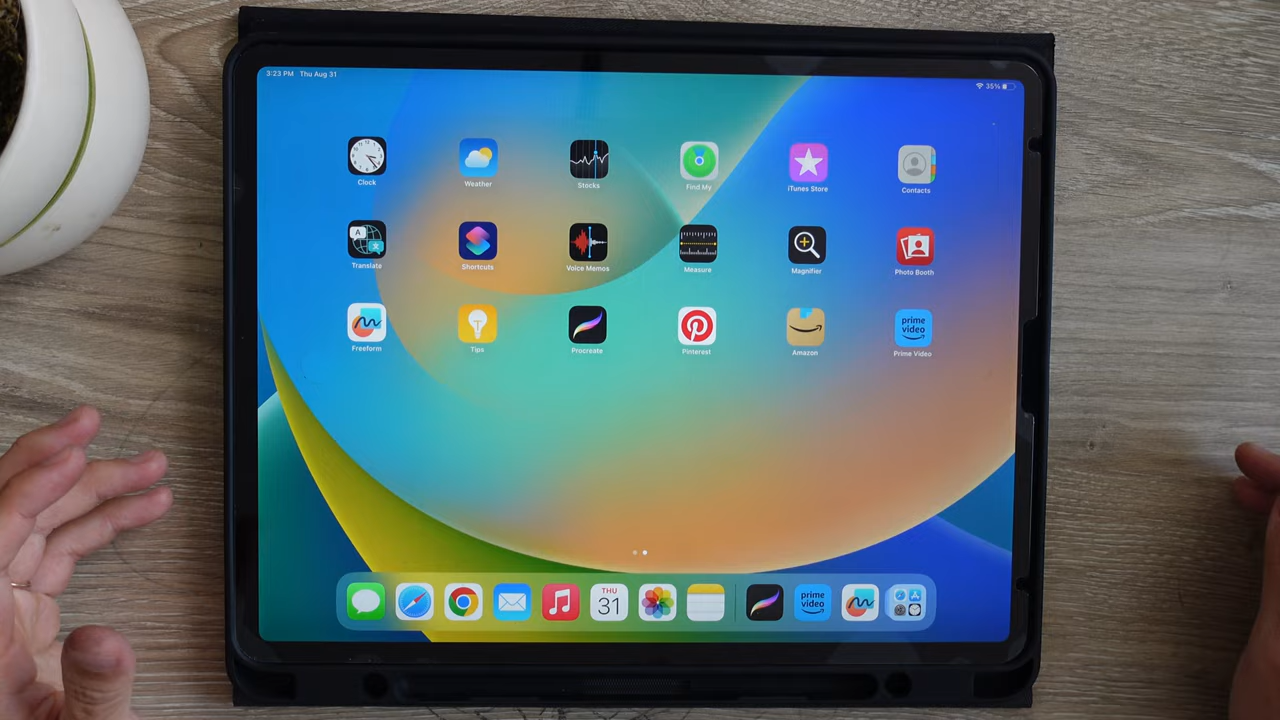 3:23 PM Thu Aug 31
35%
Clock
Weather
Stocks
Find My
iTunes Store
Contacts
Translate
Shortcuts
Voice Memos
Measure
Magnifier
Photo Booth
Freeform
Tips
Procreate
Pinterest
Amazon
prime
video
Prime Video
THU
31
prime
video